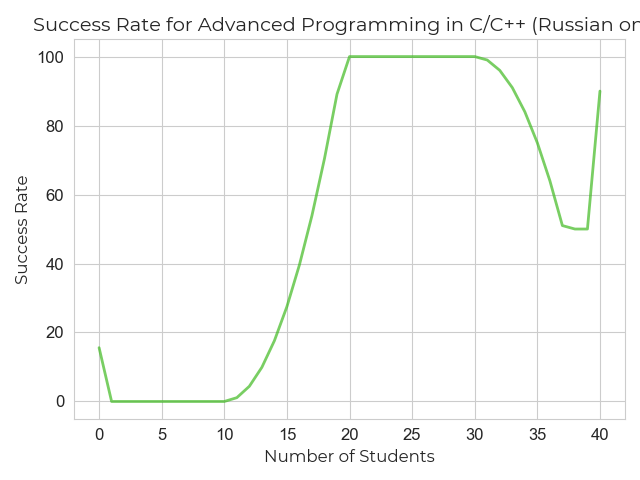 Success Rate for Advanced Programming in C/C++ (Russian
100
80
60
40
20
0
Success Rate
0 5 10 15 20 25 30 35 40
Number of Students